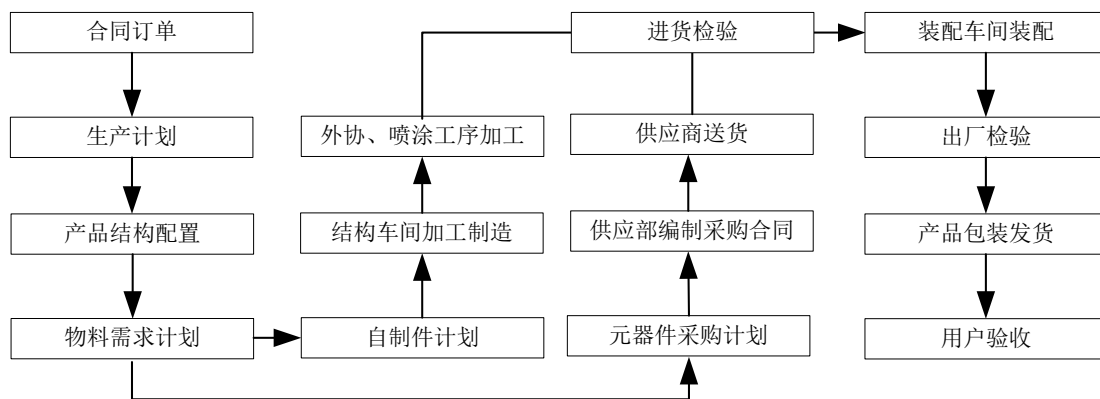 合同订单
生产计划
产品结构配置
物料需求计划
自制件计划
结构车间加工制造
外协、喷涂工序加工
元器件采购计划
供应部编制采购合同
供应商送货
进货检验
装配车间装配
出厂检验
产品包装发货
用户验收